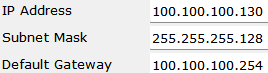 IP Address 100.100.100.130
Subnet Mask 255.255.255.128
Default Gateway 100.100.100.254